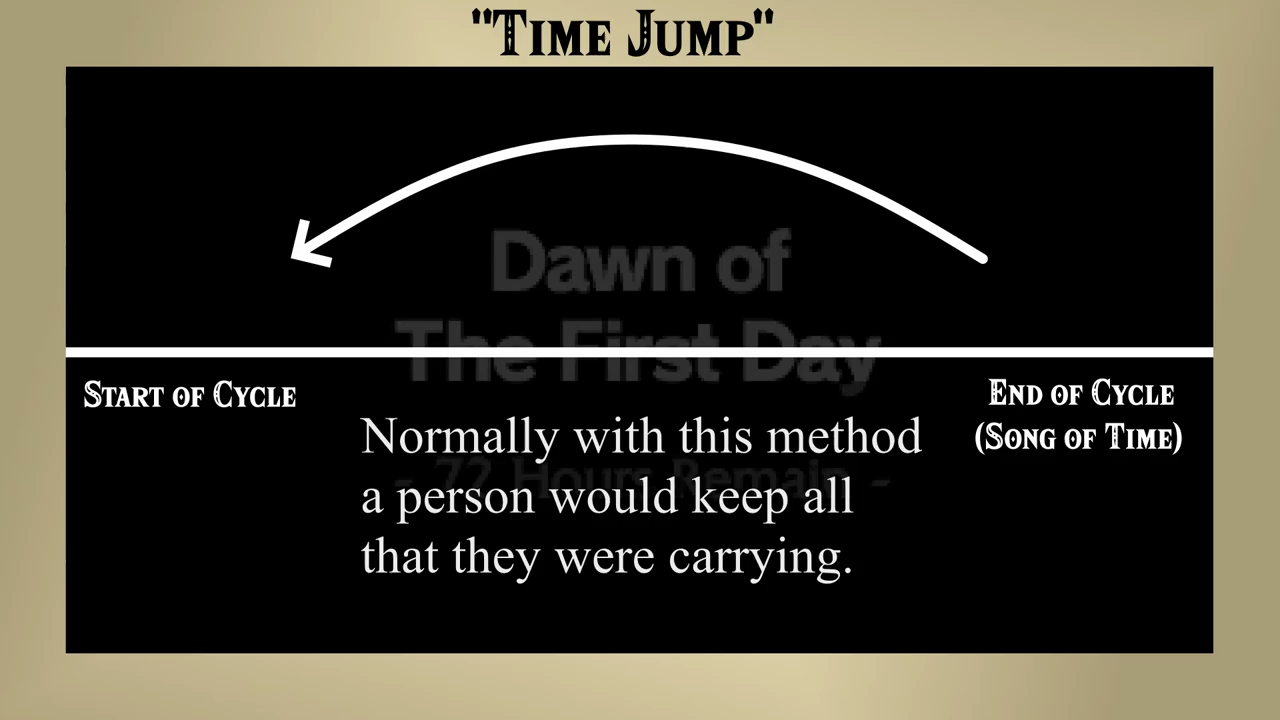 "Time Jump"
Dawn of
The First Day
Start of Cycle
End of Cycle
(Song of Time)
Normally with this method
- 72 Hours Remain -
a person would keep all
that they were carrying.